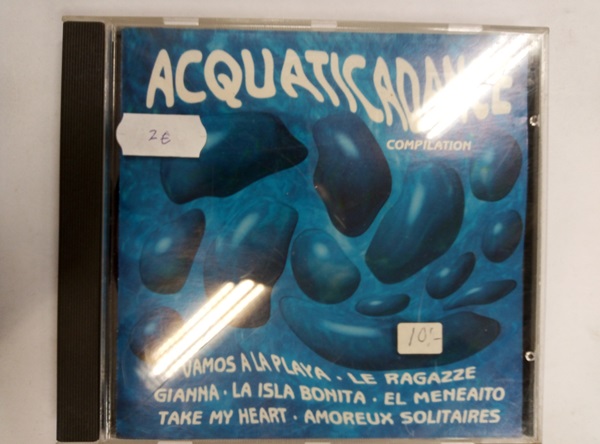 ACQUATICADANCE
COMPILATION
2€
10,-
VAMOS A LA PLAYA · LE RAGAZZE
GIANNA · LA ISLA BONITA · EL MENEAITO
TAKE MY HEART · AMOREUX SOLITAIRES